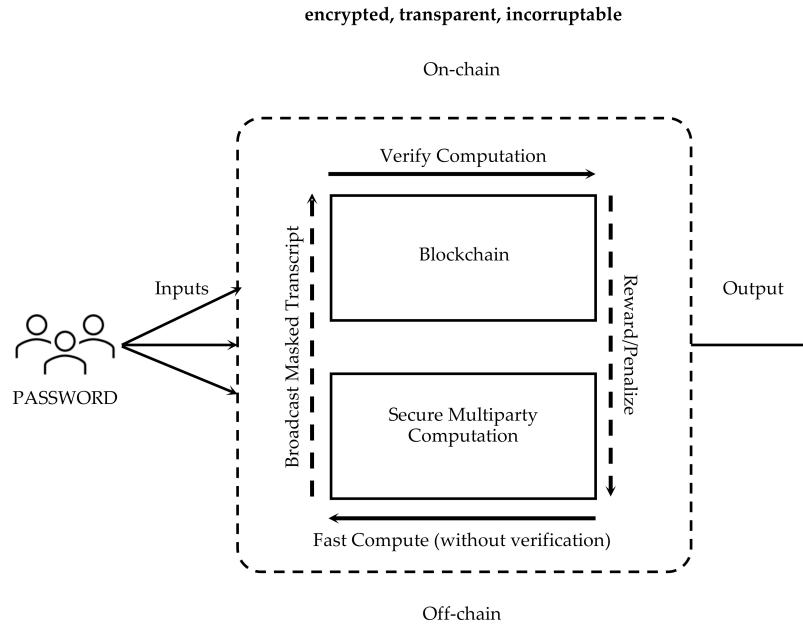 encrypted, transparent, incorruptable
On-chain
Verify Computation
Blockchain
Broadcast Masked Transcript
Reward/Penalize
Inputs
Output
PASSWORD
Secure Multiparty
Computation
Fast Compute (without verification)
Off-chain